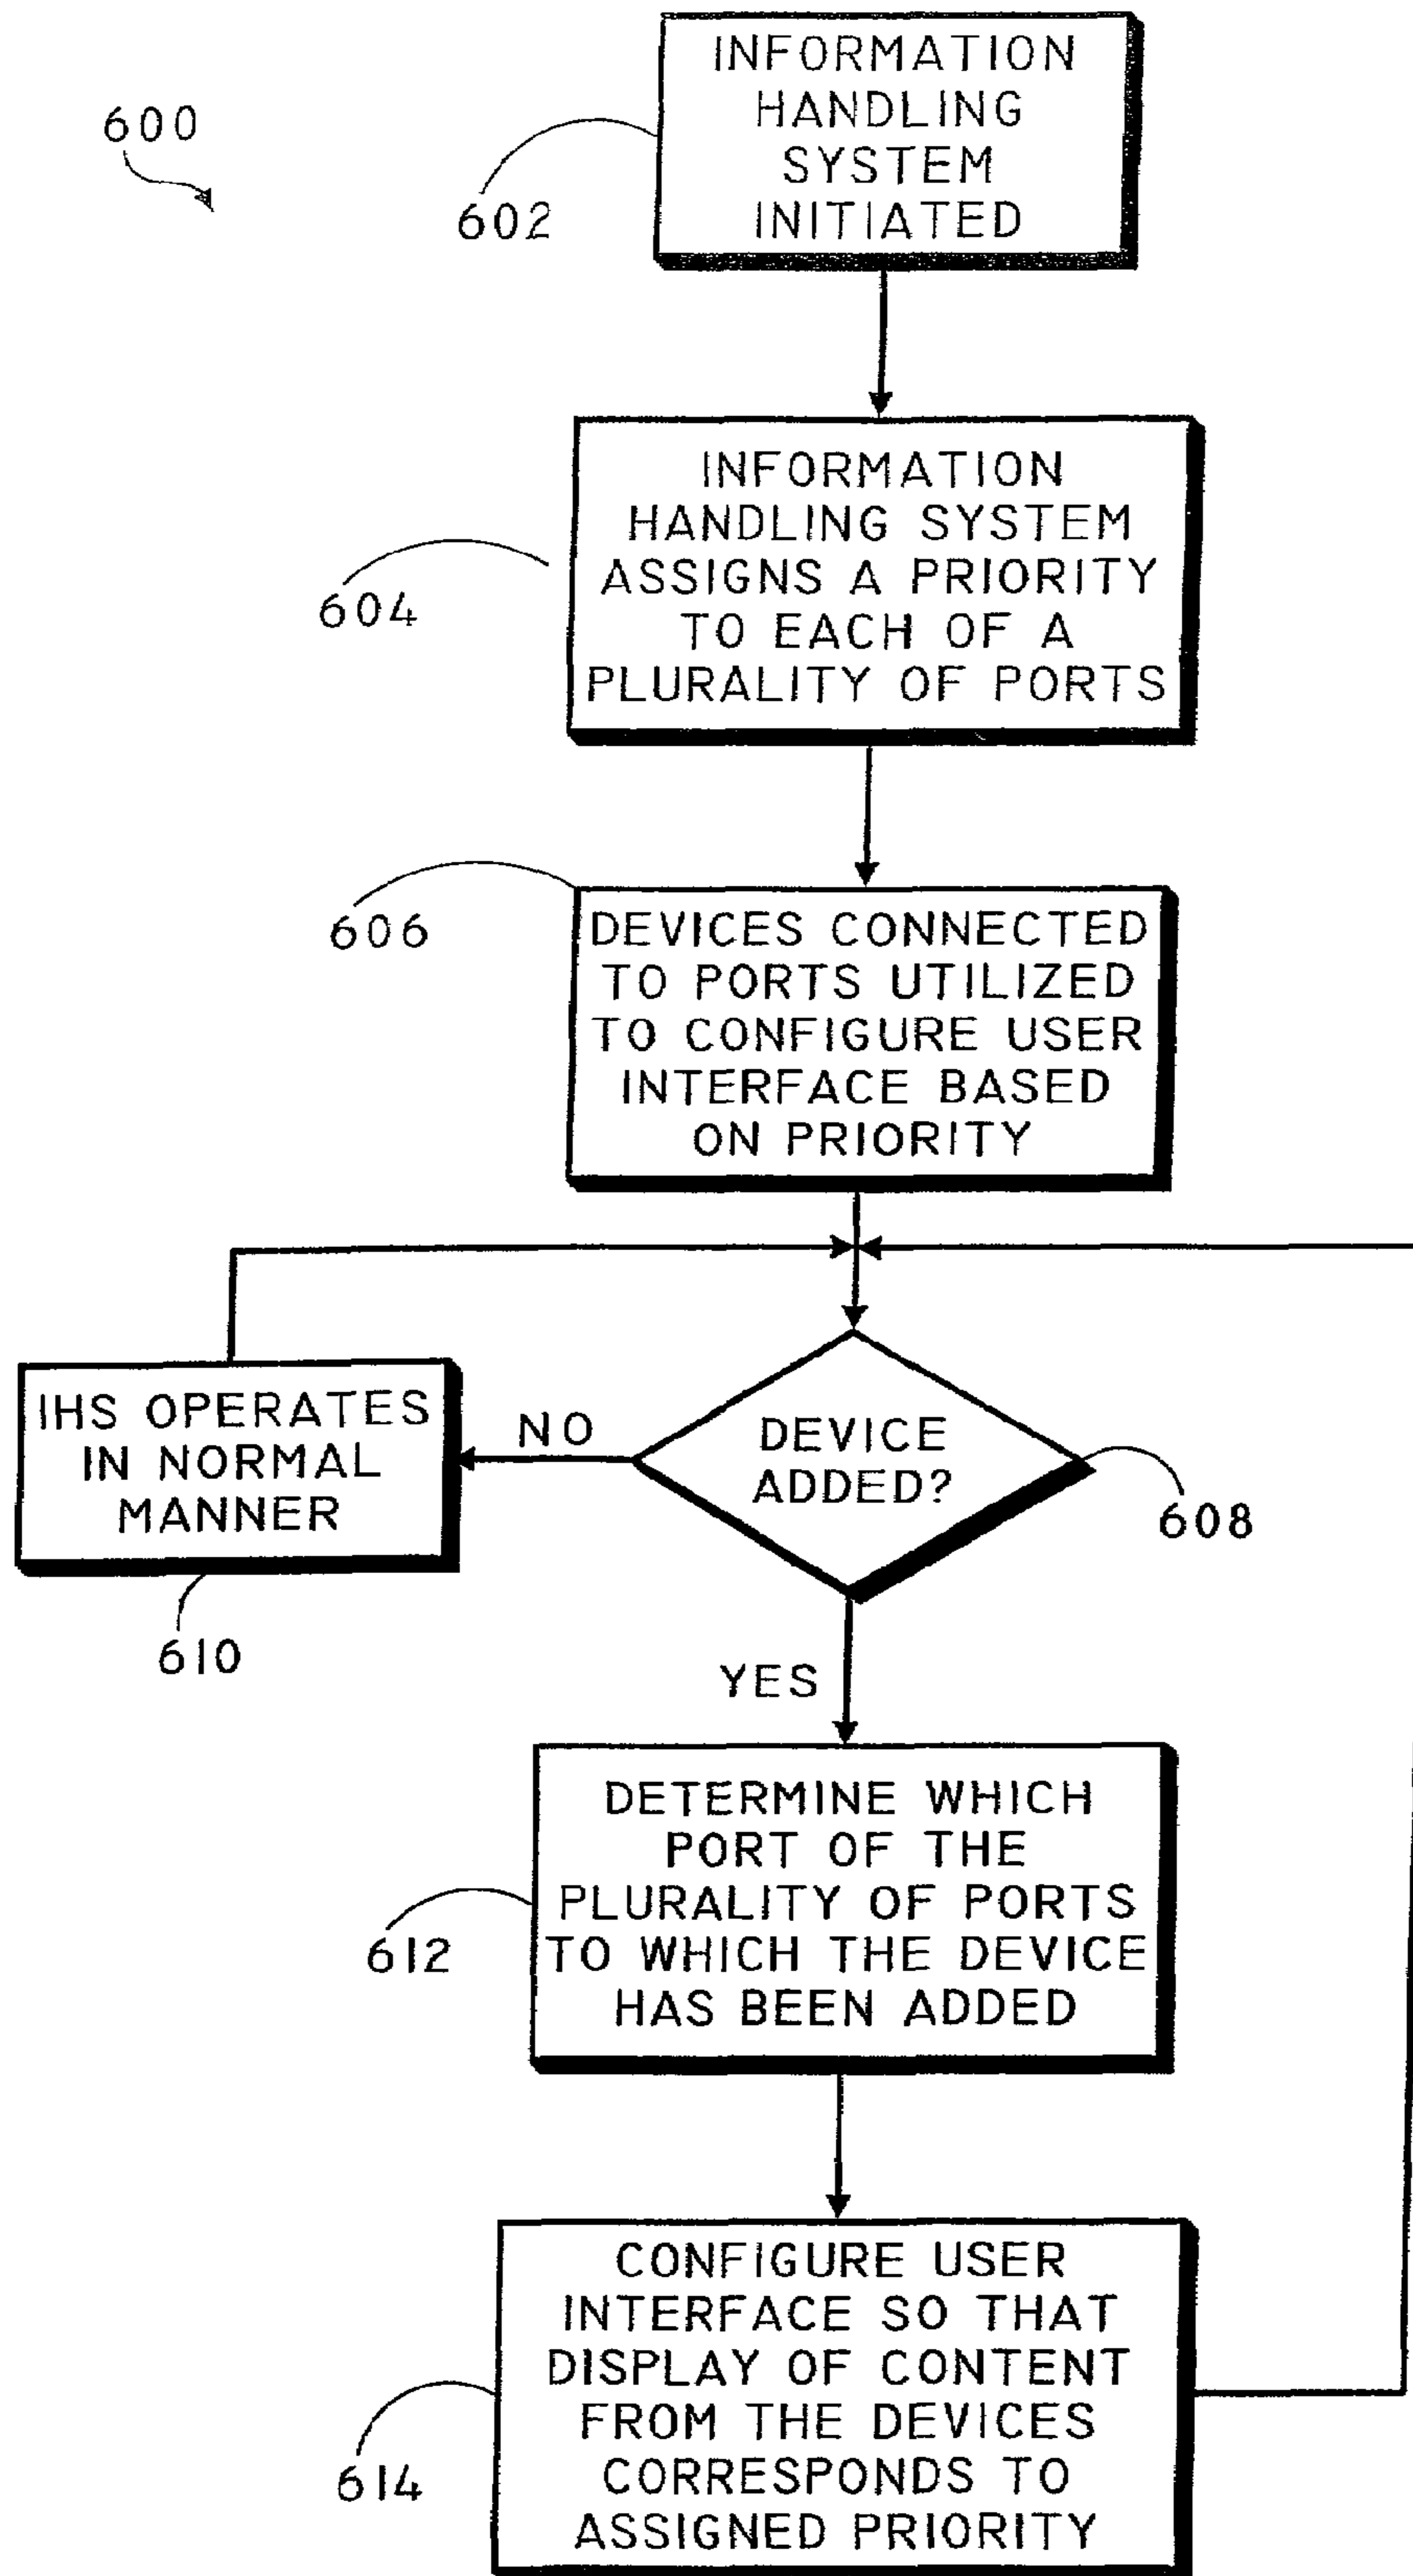 600
INFORMATION
HANDLING
SYSTEM
INITIATED
602
INFORMATION
HANDLING SYSTEM
ASSIGNS A PRIORITY
TO EACH OF A
PLURALITY OF PORTS
604
DEVICES CONNECTED
TO PORTS UTILIZED
TO CONFIGURE USER
INTERFACE BASED
ON PRIORITY
606
DEVICE
ADDED?
608
NO
IHS OPERATES
IN NORMAL
MANNER
610
YES
DETERMINE WHICH
PORT OF THE
PLURALITY OF PORTS
TO WHICH THE DEVICE
HAS BEEN ADDED
612
CONFIGURE USER
INTERFACE SO THAT
DISPLAY OF CONTENT
FROM THE DEVICES
CORRESPONDS TO
ASSIGNED PRIORITY
614